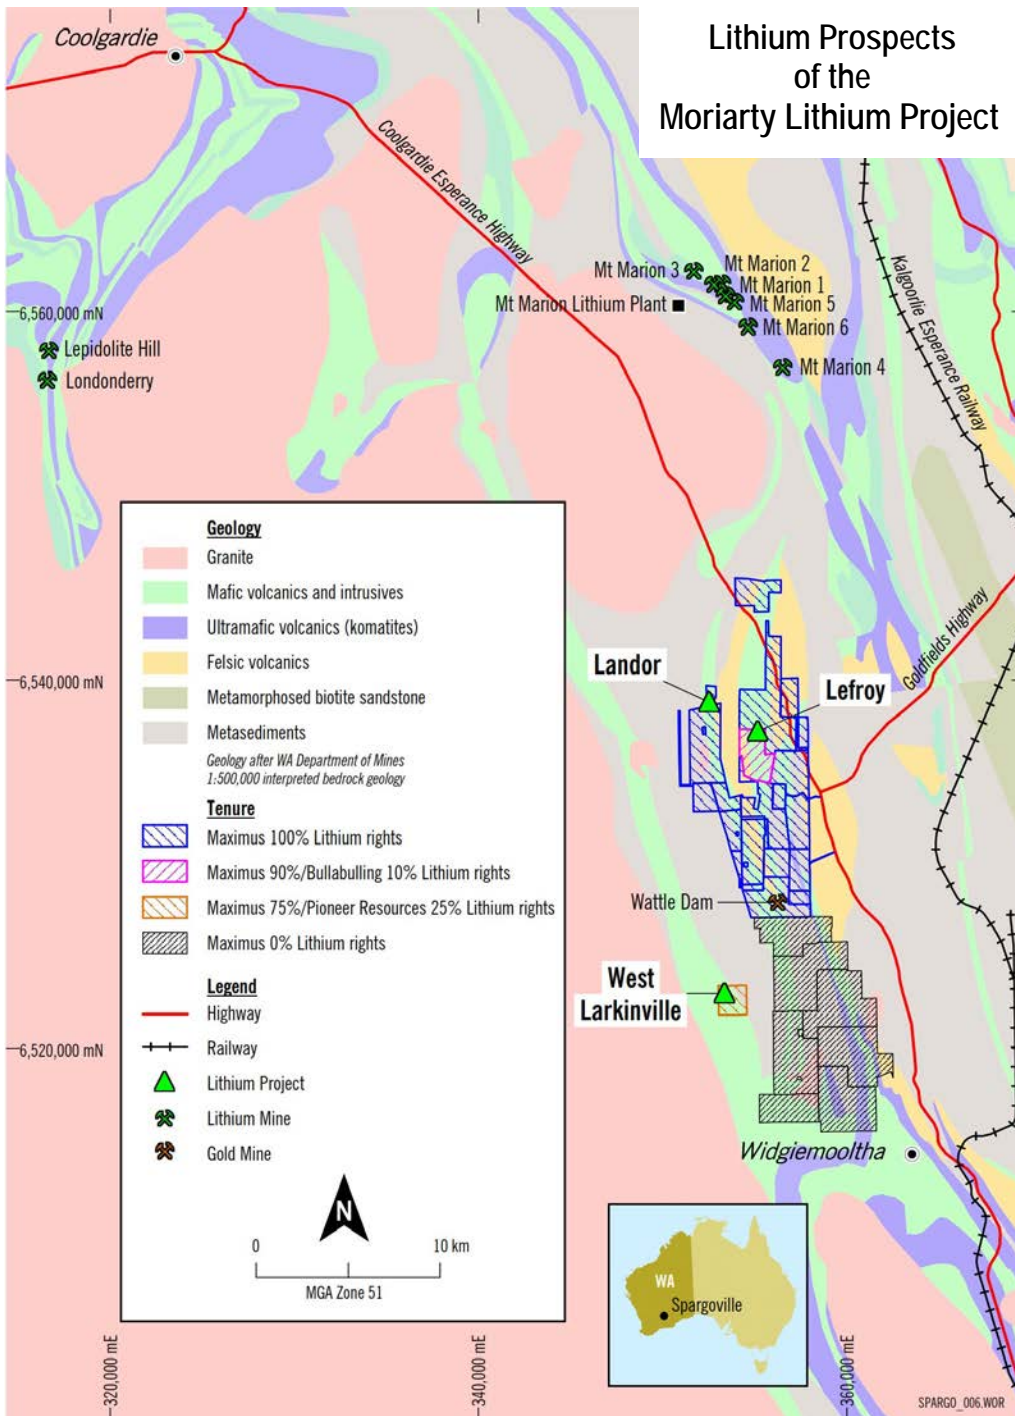 Lithium Prospects
of the
Moriarty Lithium Project
Coolgardie
Coolgardie Esperance Highway
Kalgoorlie Esperance Railway
Mt Marion 2
Mt Marion 3
Mt Marion 1
Mt Marion Lithium Plant
Mt Marion 5
Mt Marion 6
Mt Marion 4
6,560,000 mN
Lepidolite Hill
Londonderry
Goldfields Highway
6,540,000 mN
Landor
Lefroy
Wattle Dam
West
Larkinville
6,520,000 mN
Widgiemooltha
Geology
Granite
Mafic volcanics and intrusives
Ultramafic volcanics (komatites)
Felsic volcanics
Metamorphosed biotite sandstone
Metasediments
Geology after WA Department of Mines
1:500,000 interpreted bedrock geology
Tenure
Maximus 100% Lithium rights
Maximus 90%/Bullabulling 10% Lithium rights
Maximus 75%/Pioneer Resources 25% Lithium rights
Maximus 0% Lithium rights
Legend
Highway
Railway
Lithium Project
Lithium Mine
Gold Mine
N
0 10 km
MGA Zone 51
WA
Spargoville
320,000 mE
340,000 mE
360,000 mE
SPARGO_006.WOR